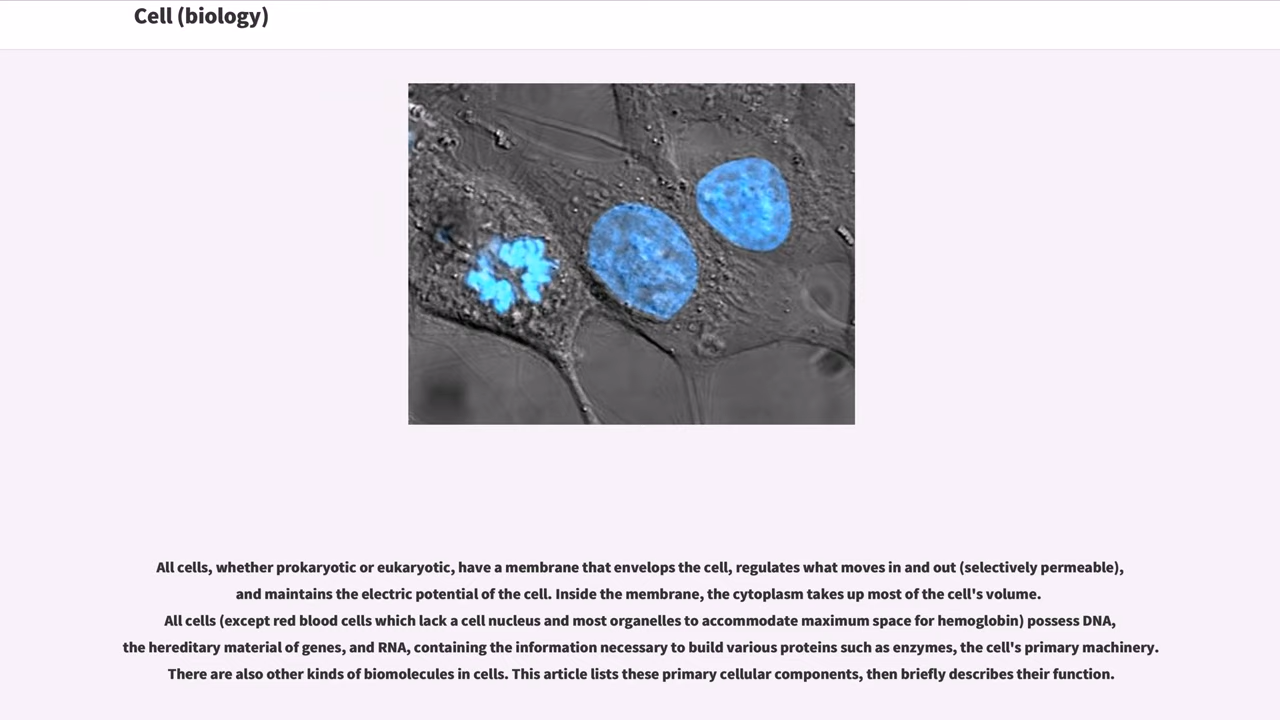 Cell (biology)
All cells, whether prokaryotic or eukaryotic, have a membrane that envelops the cell, regulates what moves in and out (selectively permeable),
and maintains the electric potential of the cell. Inside the membrane, the cytoplasm takes up most of the cell's volume.
All cells (except red blood cells which lack a cell nucleus and most organelles to accommodate maximum space for hemoglobin) possess DNA,
the hereditary material of genes, and RNA, containing the information necessary to build various proteins such as enzymes, the cell's primary machinery.
There are also other kinds of biomolecules in cells. This article lists these primary cellular components, then briefly describes their function.